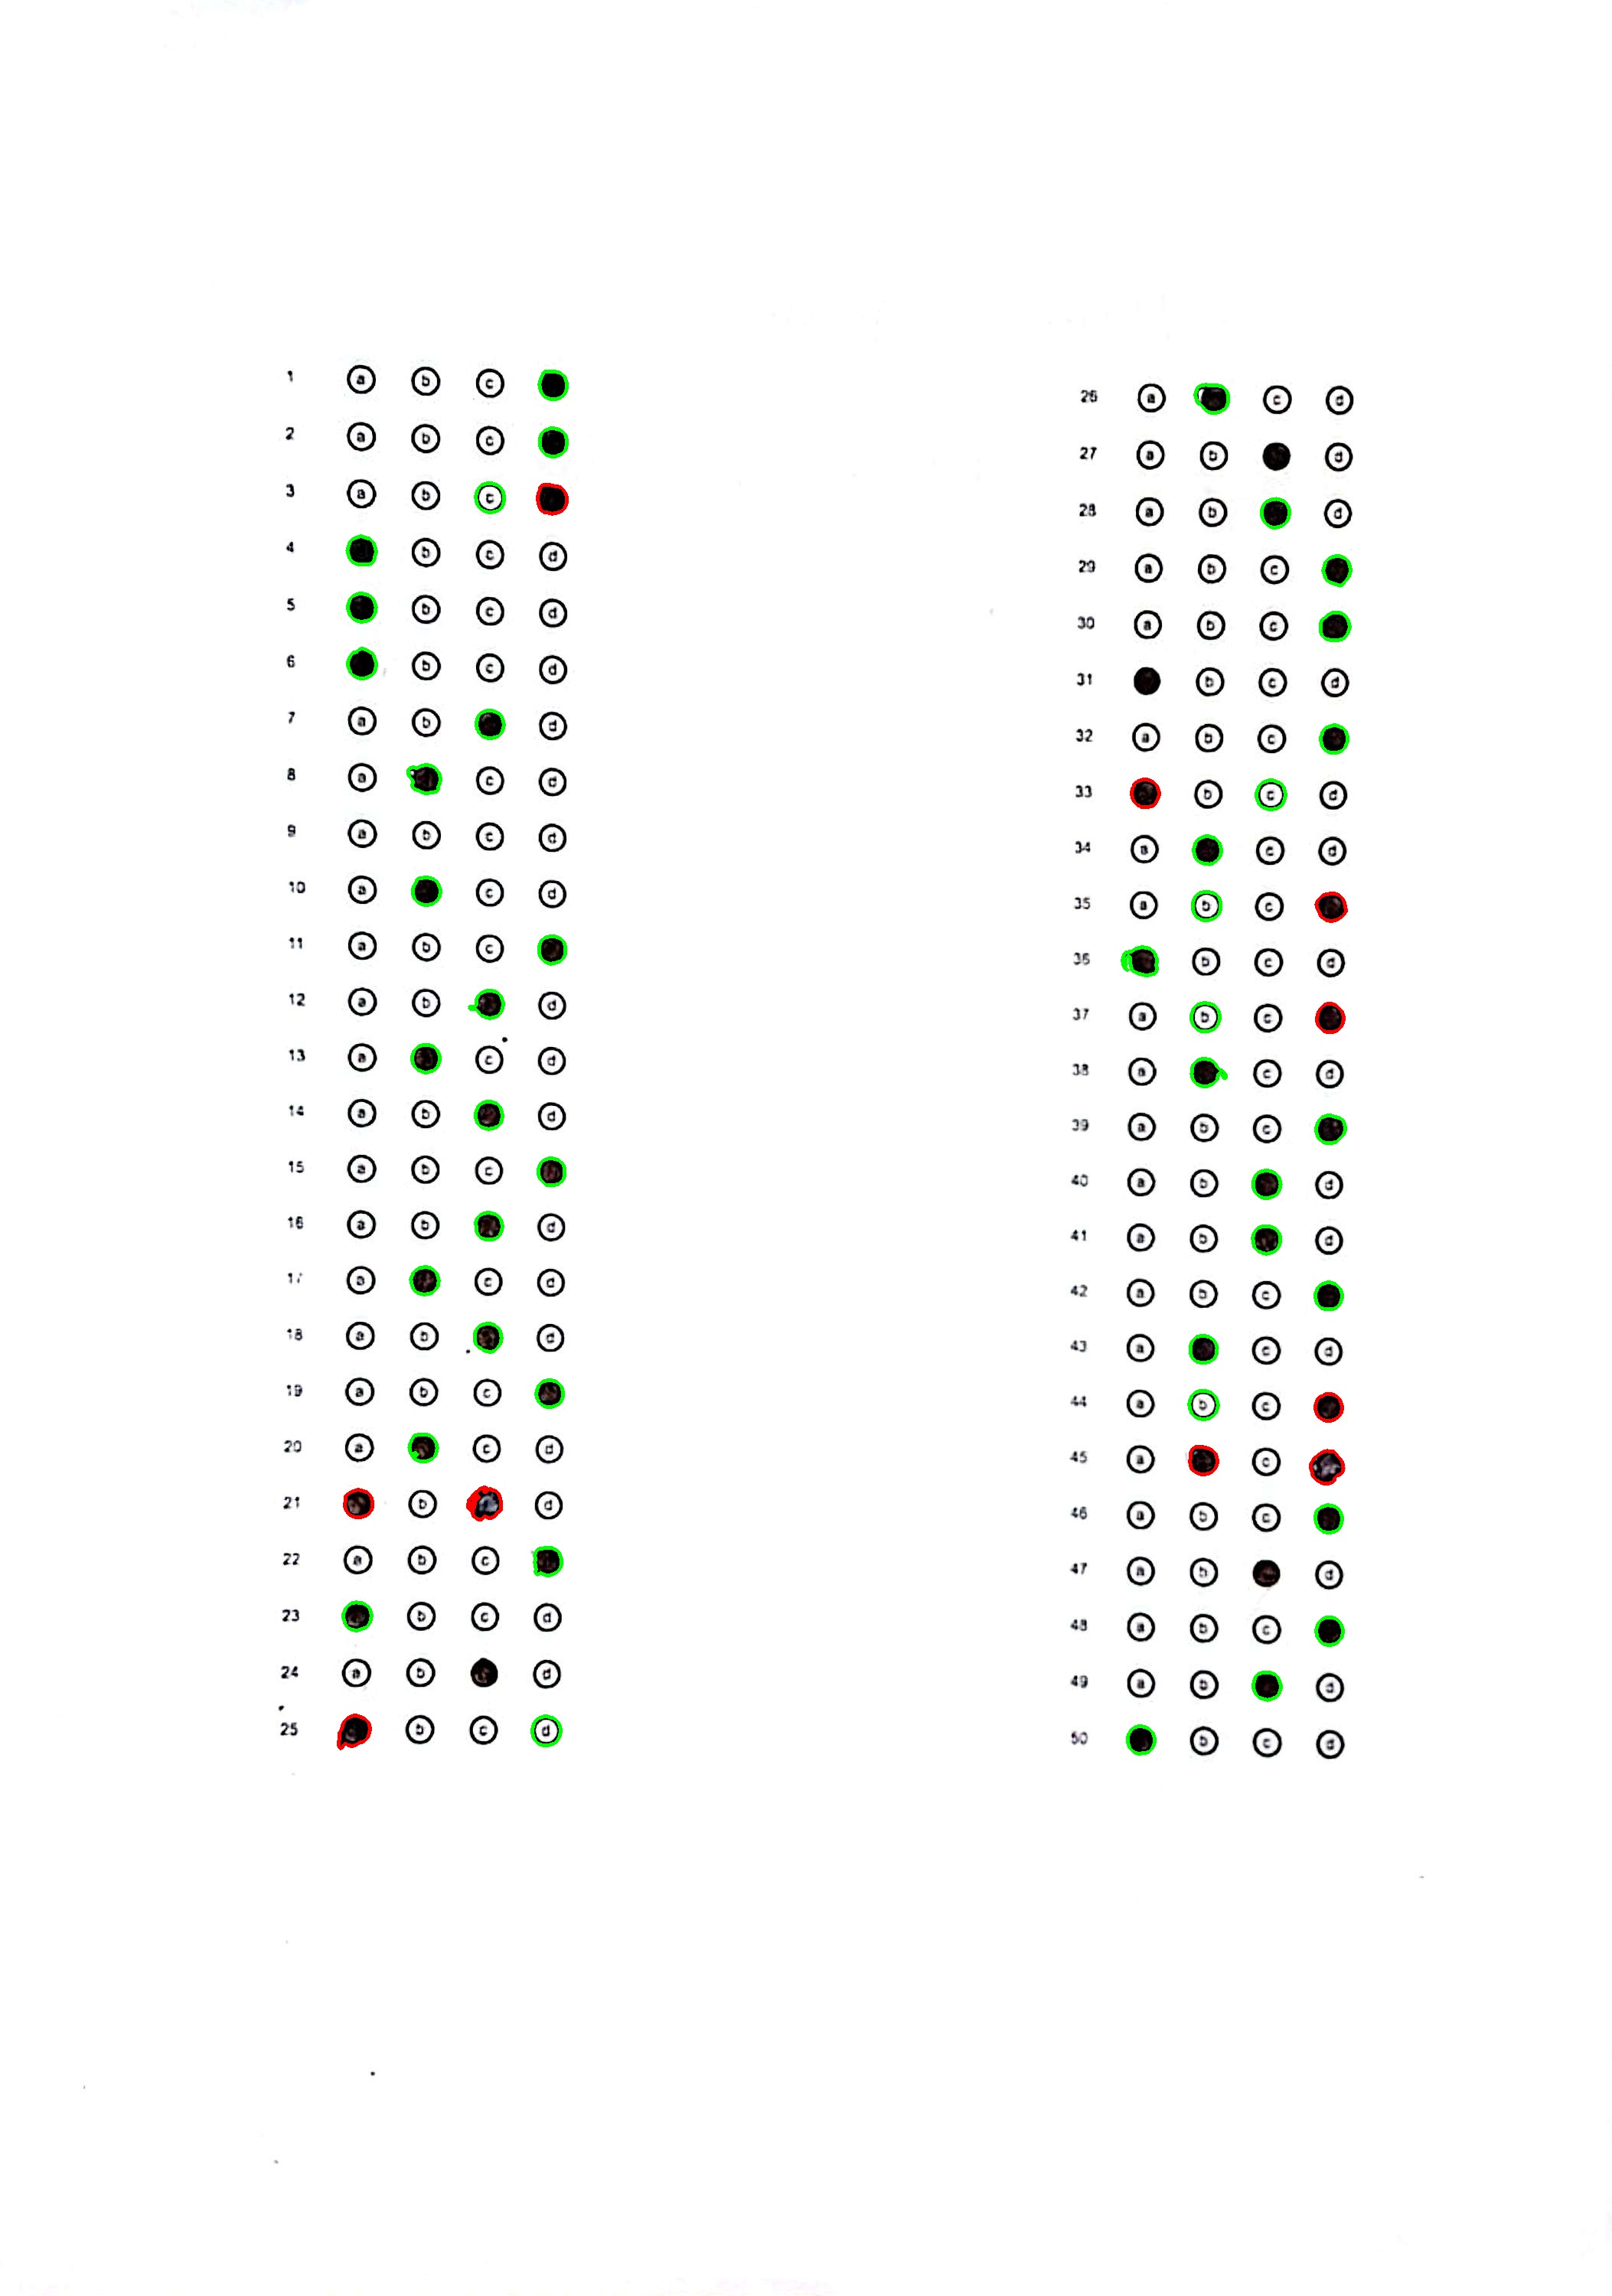 1 a b c
2 a b c
3 a b c
4 b c d
5 b c d
6 b c d
7 a b d
8 a c d
9 a b c d
10 a c d
11 a b c
12 a b d
13 a c d
14 a b d
15 a b c
16 a b d
17 a c d
18 a b d
19 a b c
20 a c d
21 b d
22 a b c
23 b c d
24 a b d
25 b c d
26 a c d
27 a b d
28 a b d
29 a b c
30 a b c
31 b c d
32 a b c
33 b c d
34 a c d
35 a b c
36 b c d
37 a b c
38 a c d
39 a b c
40 a b d
41 a b d
42 a b c
43 a c d
44 a b c
45 a c
46 a b c
47 a b d
48 a b c
49 a b d
50 b c d